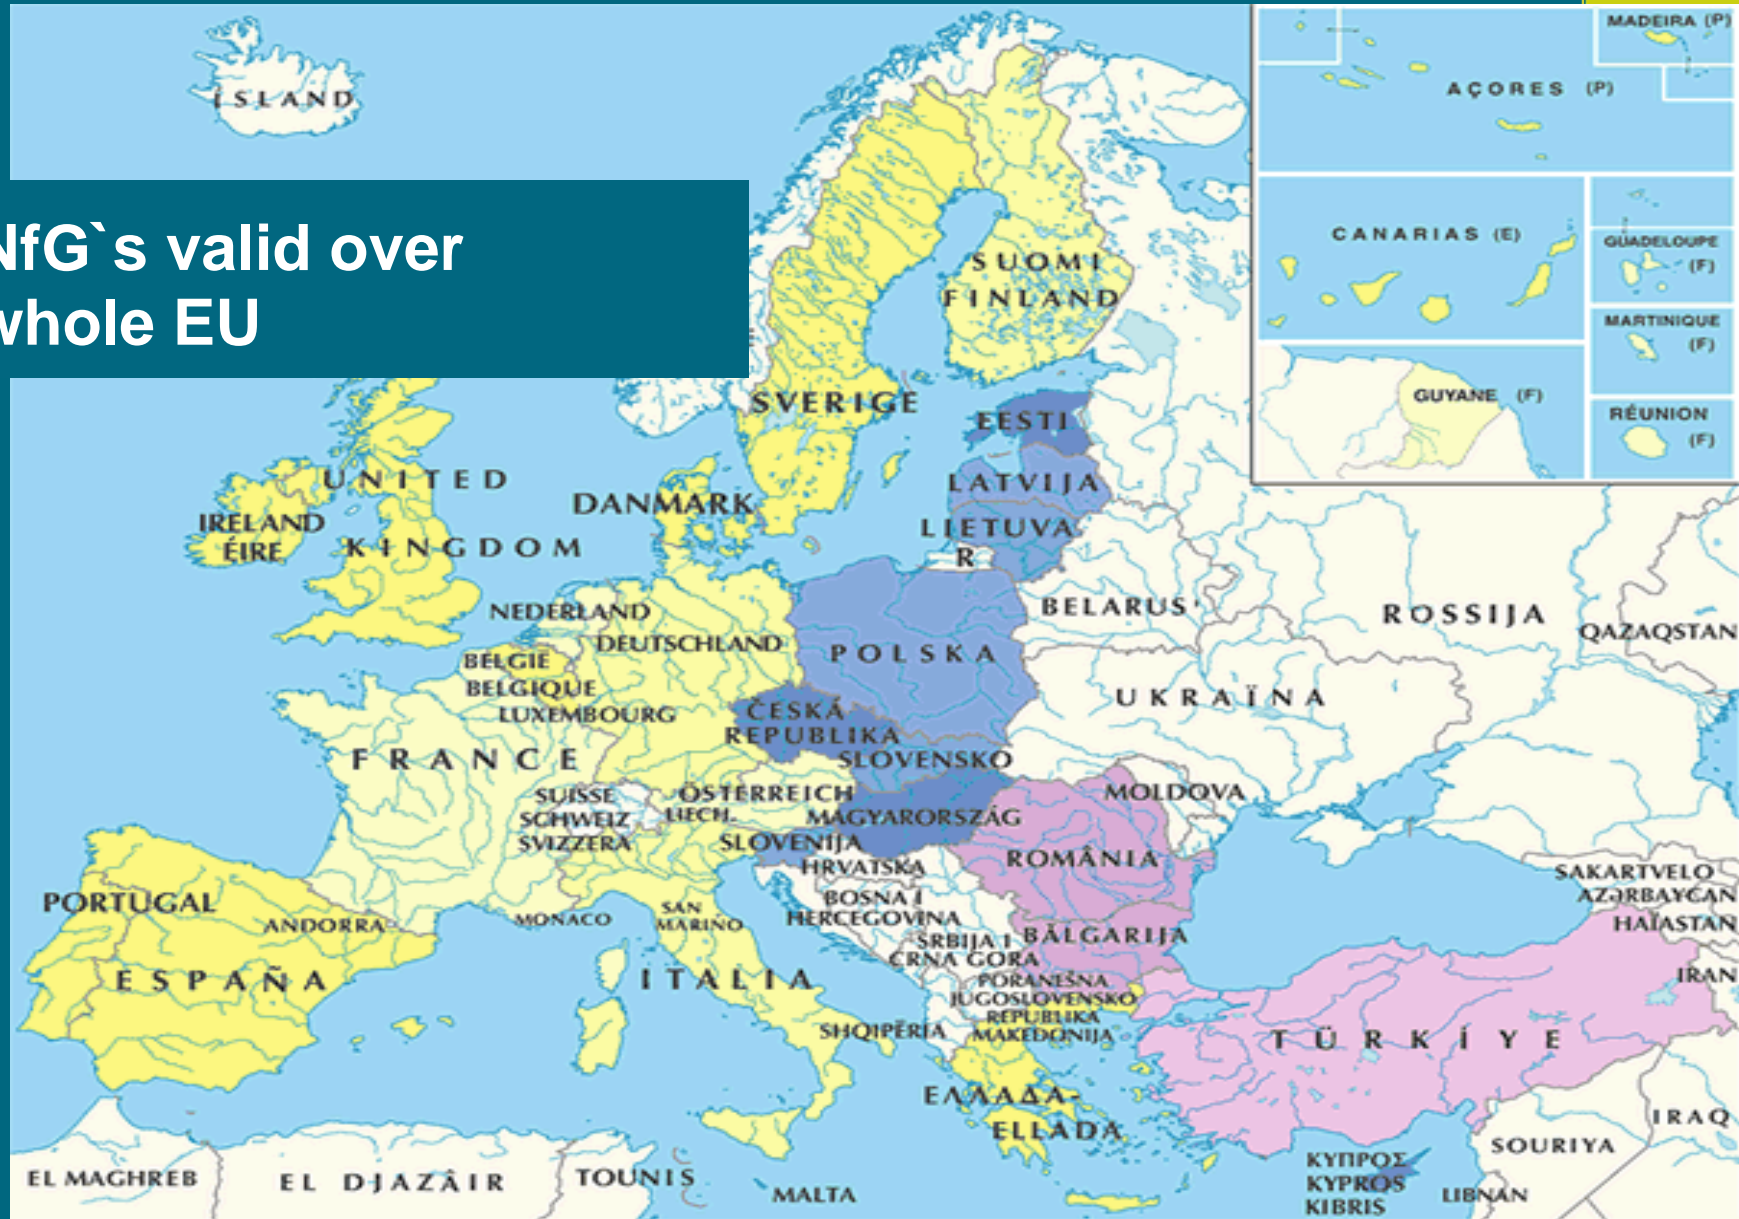 MADEIRA (P)
AÇORES (P)
ISLAND
CANARIAS (E)
GUADELOUPE
(F)
MARTINIQUE
(F)
GUYANE (F)
RÉUNION
(F)
NfG`s valid over
whole EU
SUOMI
FINLAND
SVERIGE
EESTI
LATVIJA
LIETUVA
R
UNITED
KINGDOM
IRELAND
ÉIRE
DANMARK
NEDERLAND
DEUTSCHLAND
BELGIË
BELGIQUE
LUXEMBOURG
POLSKA
BELARUS'
ROSSIJA
QAZAQSTAN
UKRAÏNA
ČESKÁ
REPUBLIKA
SLOVENSKO
FRANCE
SUISSE
SCHWEIZ
SVIZZERA
LIECH.
ÖSTERREICH
MAGYARORSZÁG
SLOVENIJA
HRVATSKA
MOLDOVA
ROMÂNIA
BOSNA I
HERCEGOVINA
SRBIJA I
CRNA GORA
BĂLGARIJA
PORANEŠNA
JUGOSLOVENSKO
REPUBLIKA
MAKEDONIJA
SHQIPËRIA
PORTUGAL
ESPAÑA
ANDORRA
MONACO
SAN
MARINO
ITALIA
SAKARTVELO
AZƏRBAYCAN
HAÏASTAN
IRAN
TÜRKÍYE
ΕΛΛΑΔΑ-
ELLADA
IRAQ
SOURIYA
LIBNAN
ΚΥΠΡΟΣ
KYPROS
KIBRIS
EL MAGHREB
EL DJAZÂIR
TOUNIS
MALTA